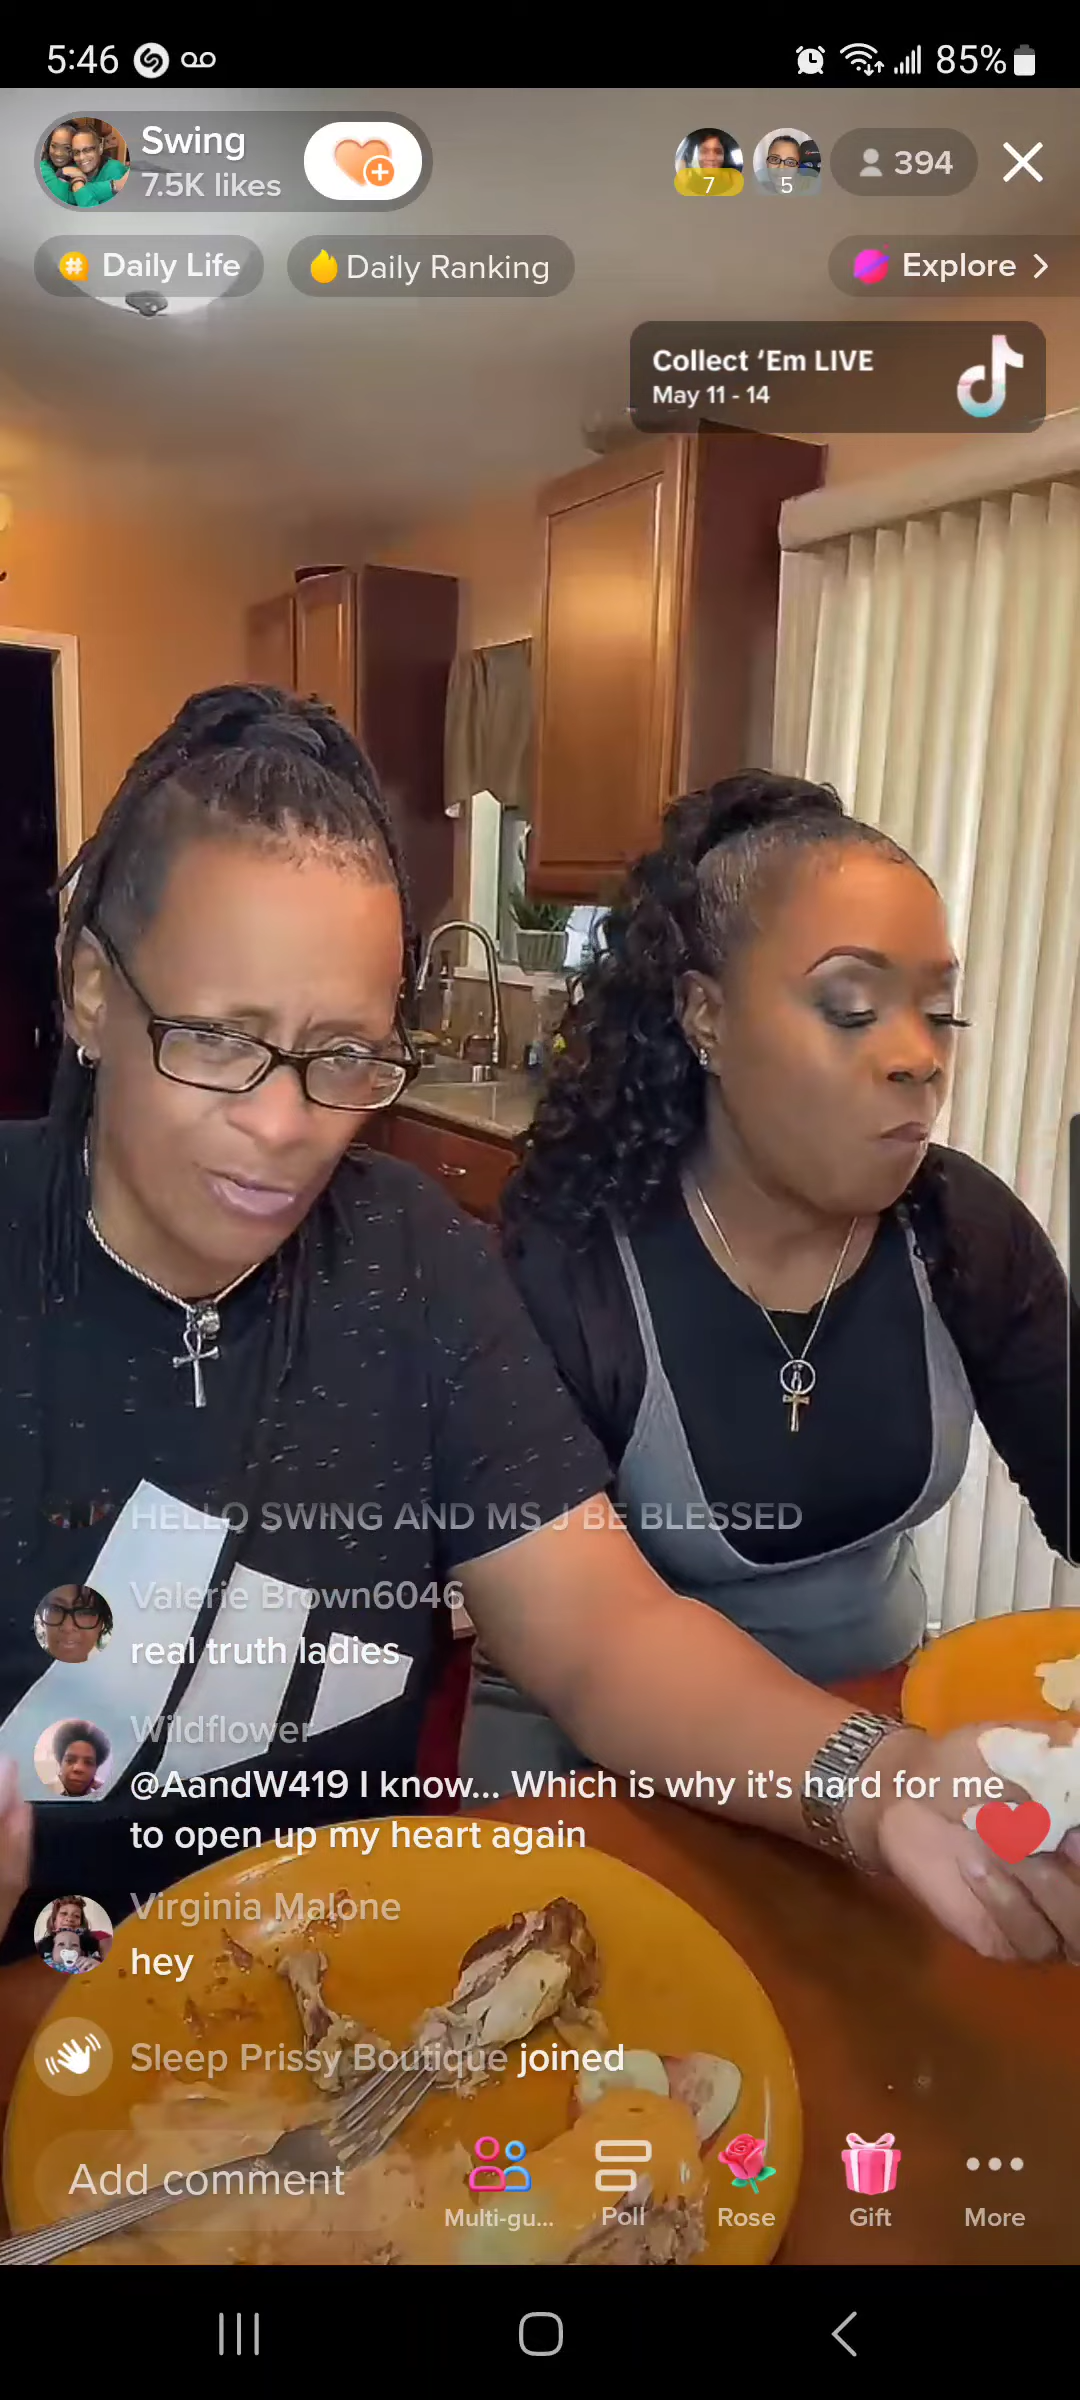 5:46
85%
Swing
7.5K likes
7
5
394
Daily Life
Daily Ranking
Explore
Collect ‘Em LIVE
May 11 - 14
HELLO SWING AND MS J BE BLESSED
Valerie Brown6046
real truth ladies
Wildflower
@AandW419 I know... Which is why it's hard for me
to open up my heart again
Virginia Malone
hey
Sleep Prissy Boutique joined
Add comment
Multi-gu...
Poll
Rose
Gift
More